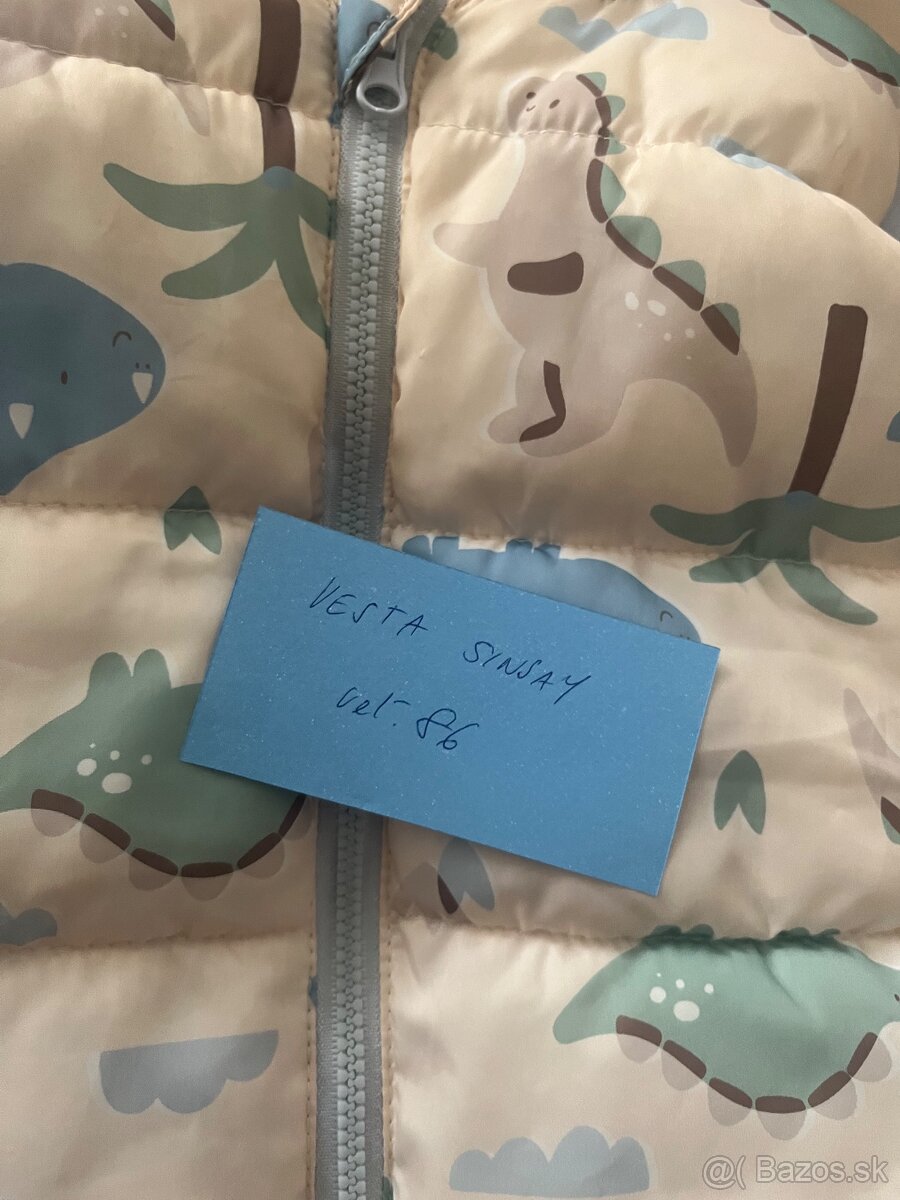 VESTA SINSAY
vel. 86
@( Bazos.sk